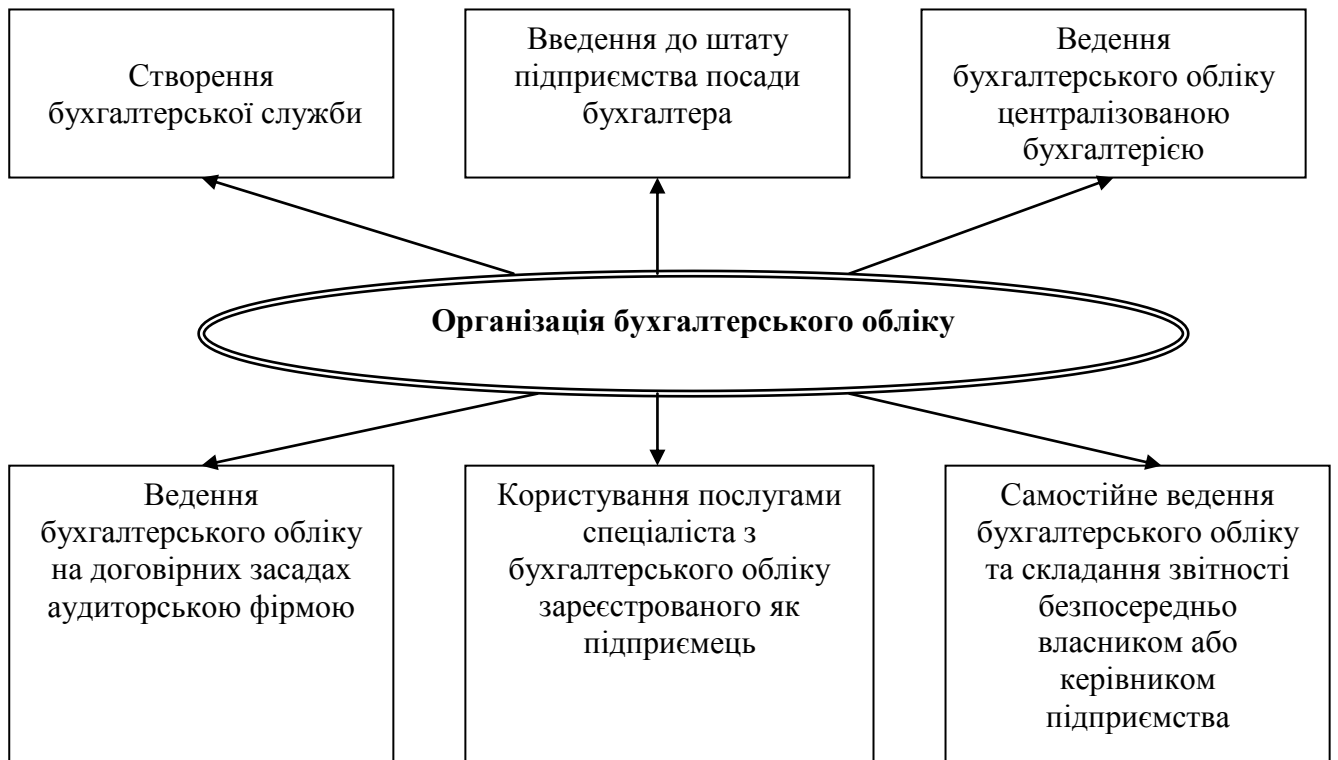 Створення
бухгалтерської служби
Введення до штату
підприємства посади
бухгалтера
Ведення
бухгалтерського обліку
централізованою
бухгалтерією
Організація бухгалтерського обліку
Ведення
бухгалтерського обліку
на договірних засадах
аудиторською фірмою
Користування послугами
спеціаліста з
бухгалтерського обліку
зареєстрованого як
підприємець
Самостійне ведення
бухгалтерського обліку
та складання звітності
безпосередньо
власником або
керівником
підприємства